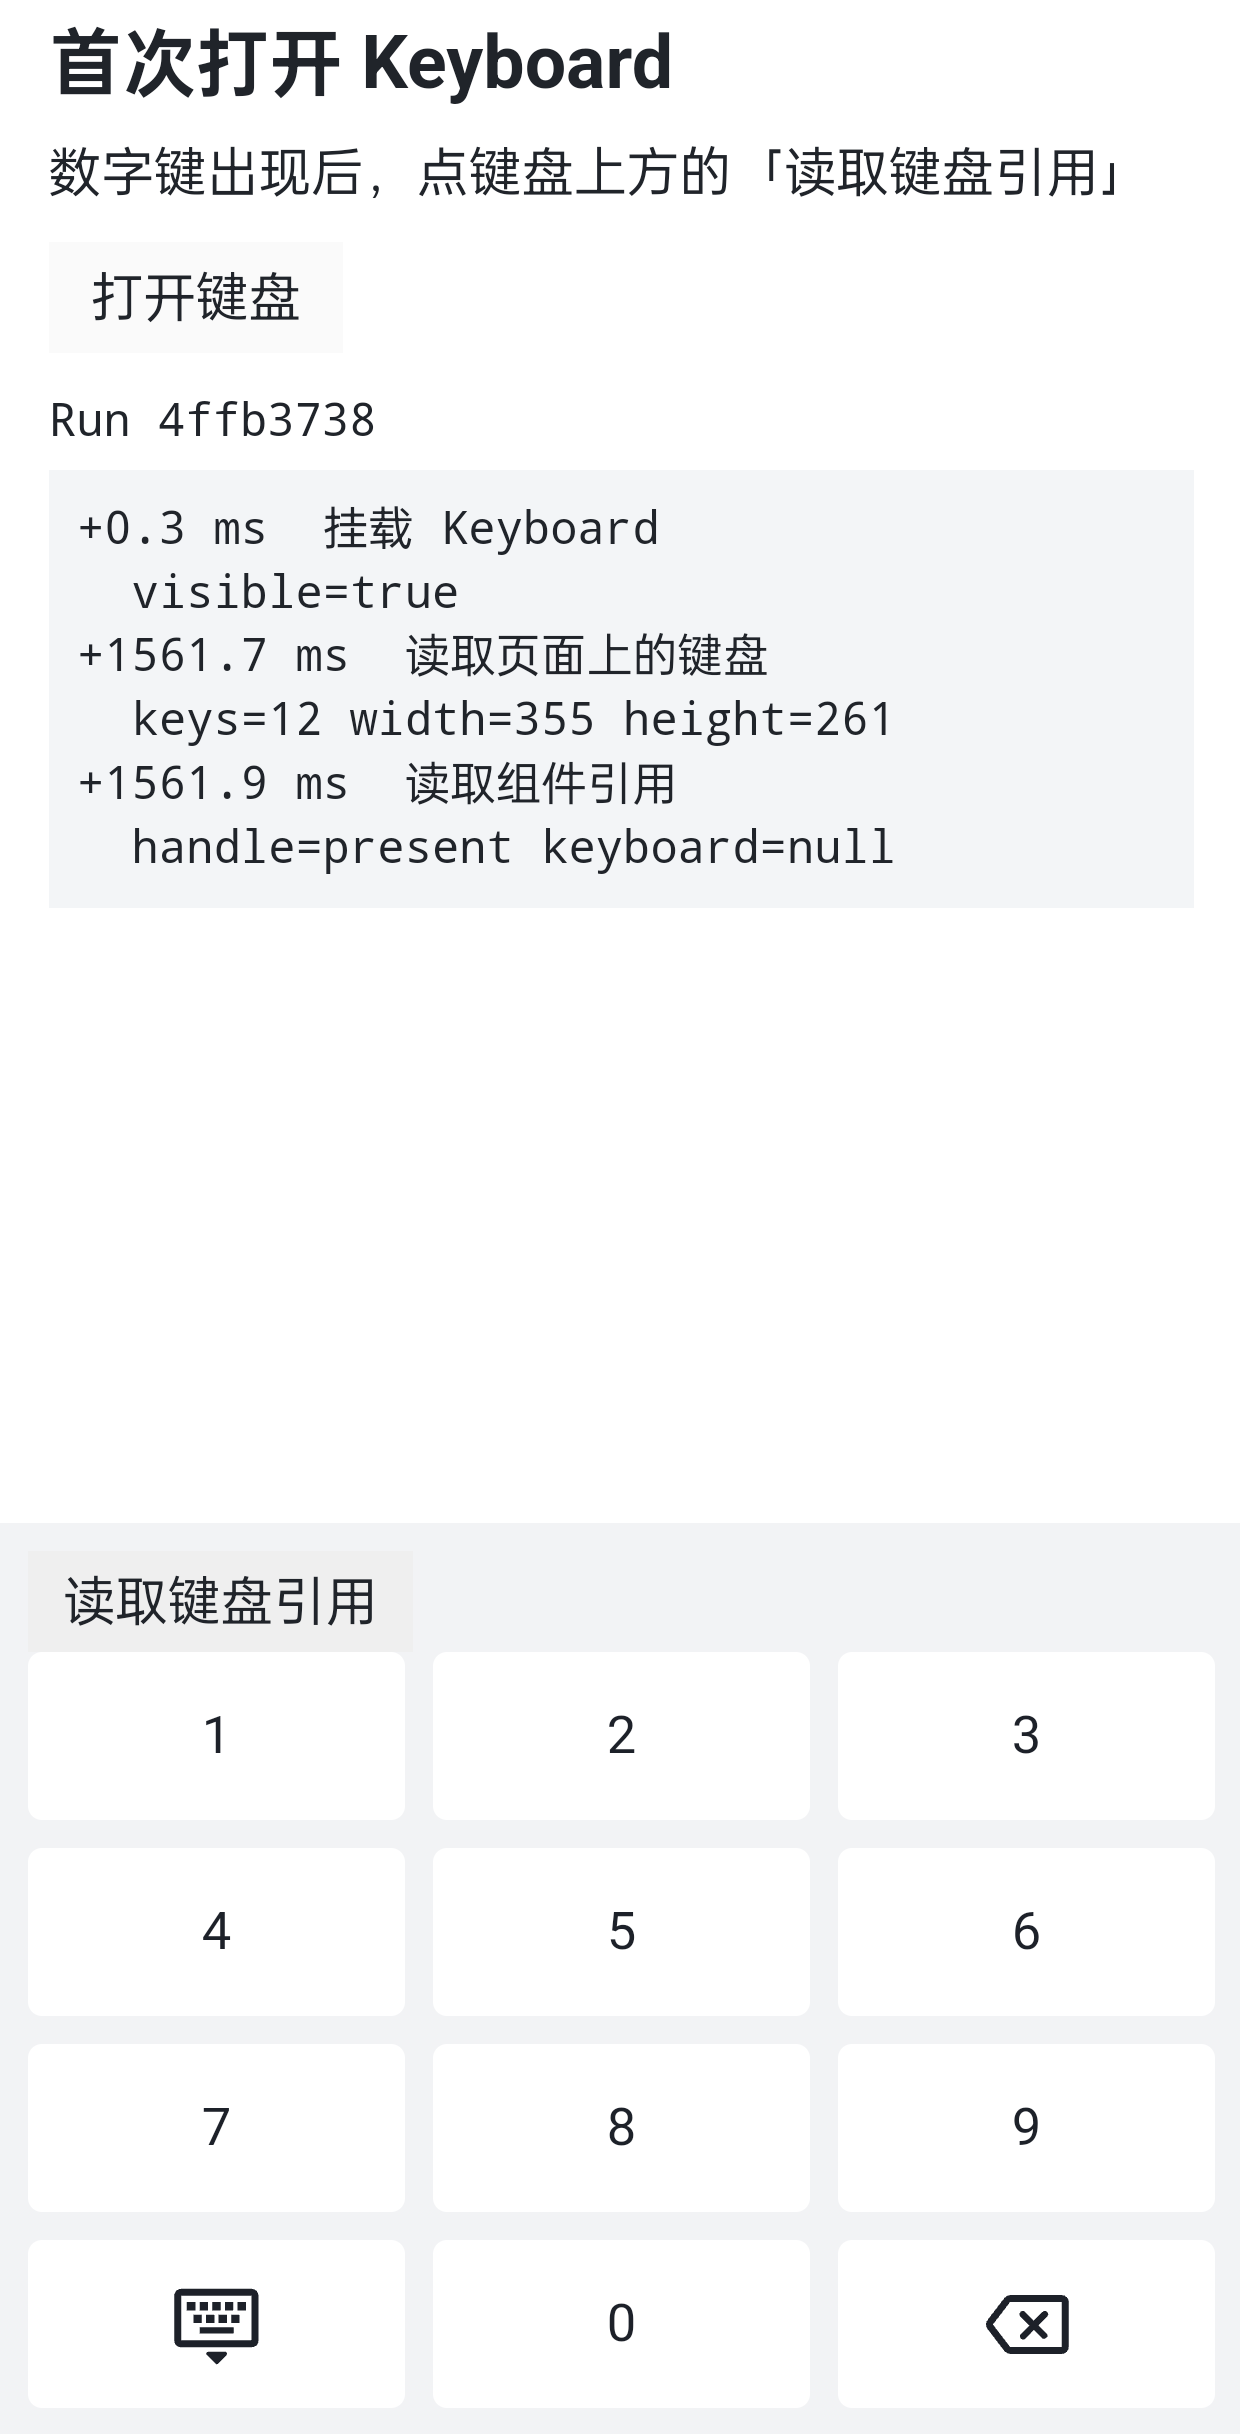 首次打开 Keyboard
数字键出现后，点键盘上方的「读取键盘引用」
打开键盘
Run 4ffb3738
+0.3 ms  挂载 Keyboard
  visible=true
+1561.7 ms  读取页面上的键盘
  keys=12 width=355 height=261
+1561.9 ms  读取组件引用
  handle=present keyboard=null
读取键盘引用
1 2 3
4 5 6
7 8 9
0